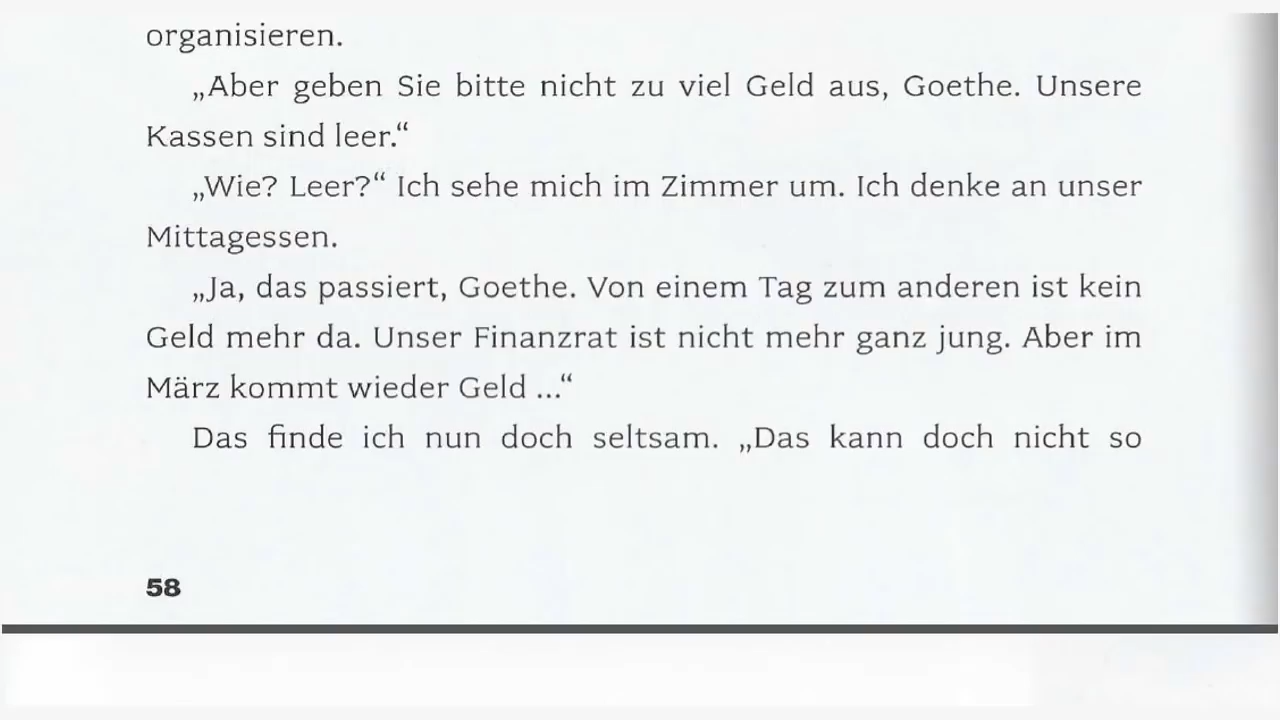 organisieren.
„Aber geben Sie bitte nicht zu viel Geld aus, Goethe. Unsere
Kassen sind leer.“
„Wie? Leer?“ Ich sehe mich im Zimmer um. Ich denke an unser
Mittagessen.
„Ja, das passiert, Goethe. Von einem Tag zum anderen ist kein
Geld mehr da. Unser Finanzrat ist nicht mehr ganz jung. Aber im
März kommt wieder Geld ...“
Das finde ich nun doch seltsam. „Das kann doch nicht so
58